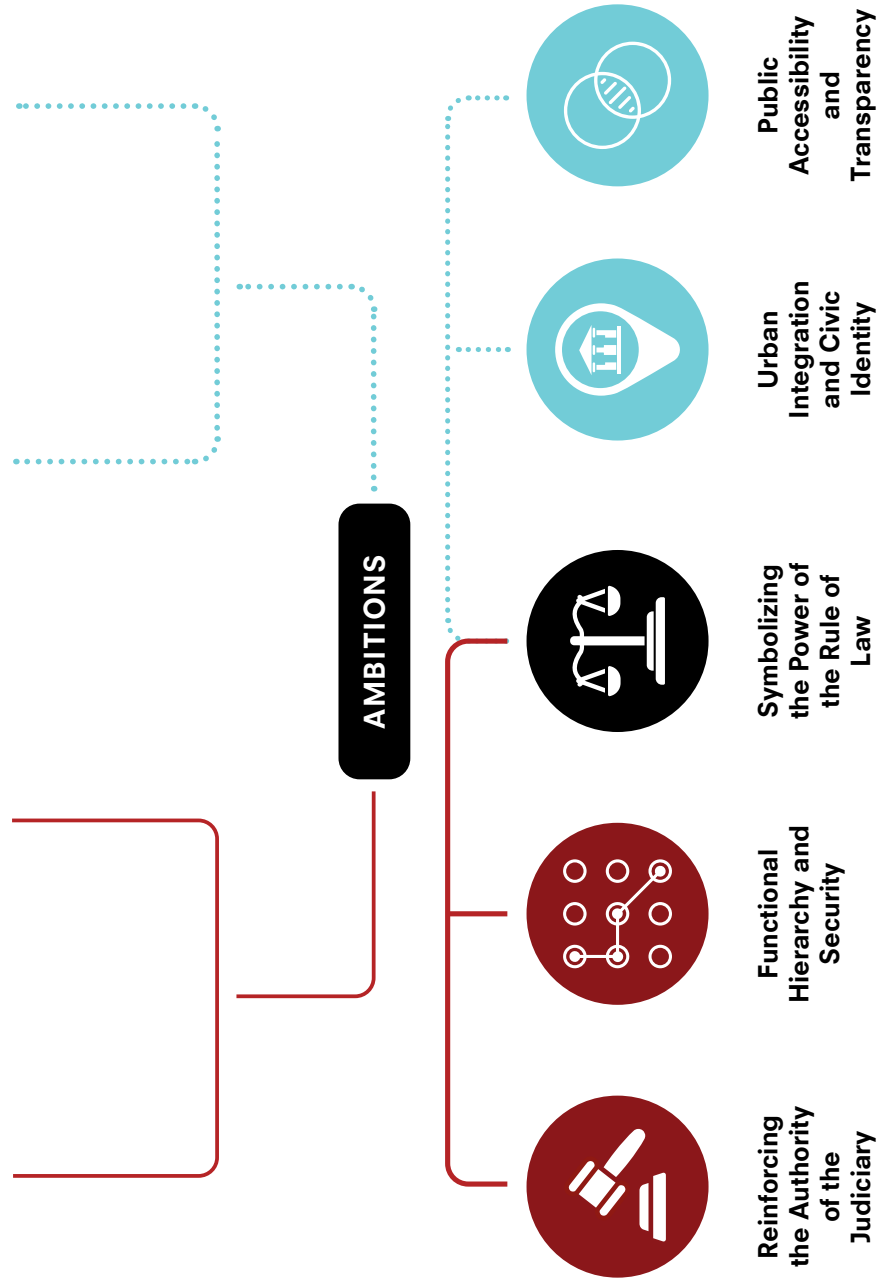 AMBITIONS
Reinforcing
the Authority
of the
Judiciary
Functional
Hierarchy and
Security
Symbolizing
the Power of
the Rule of
Law
Urban
Integration
and Civic
Identity
Public
Accessibility
and
Transparency